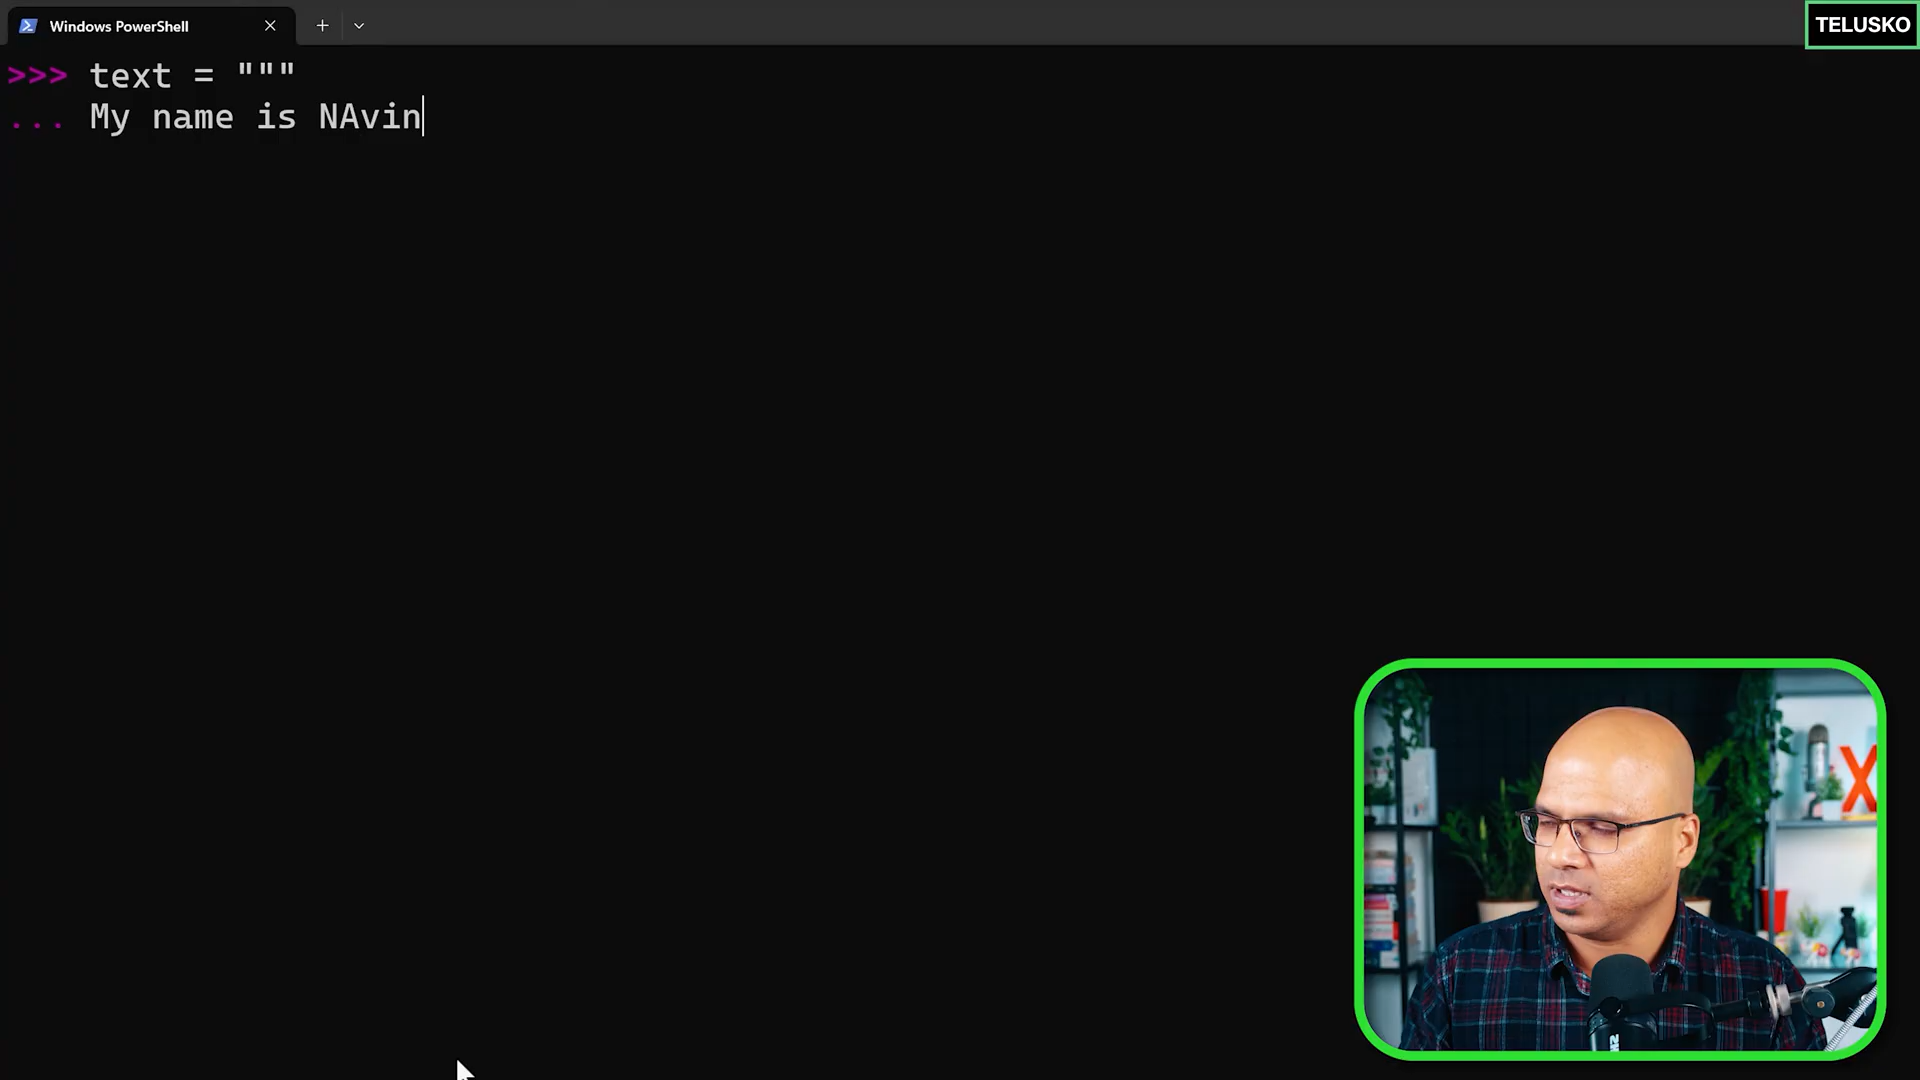 Windows PowerShell
TELUSKO
>>> text = """
... My name is NAvin
X